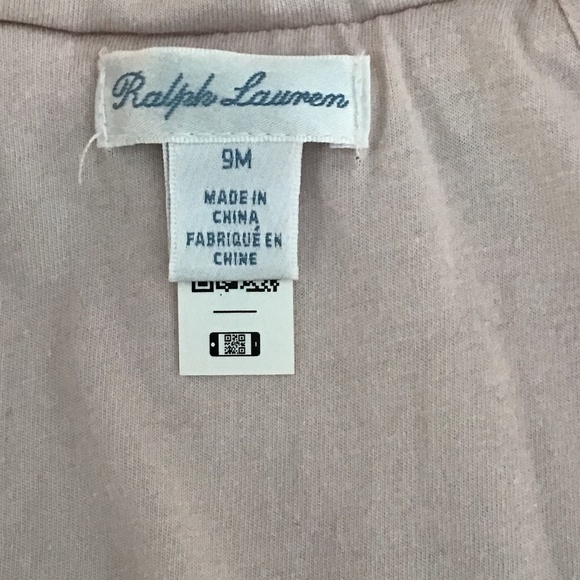 Ralph Lauren
9M
MADE IN
CHINA
FABRIQUÉ EN
CHINE